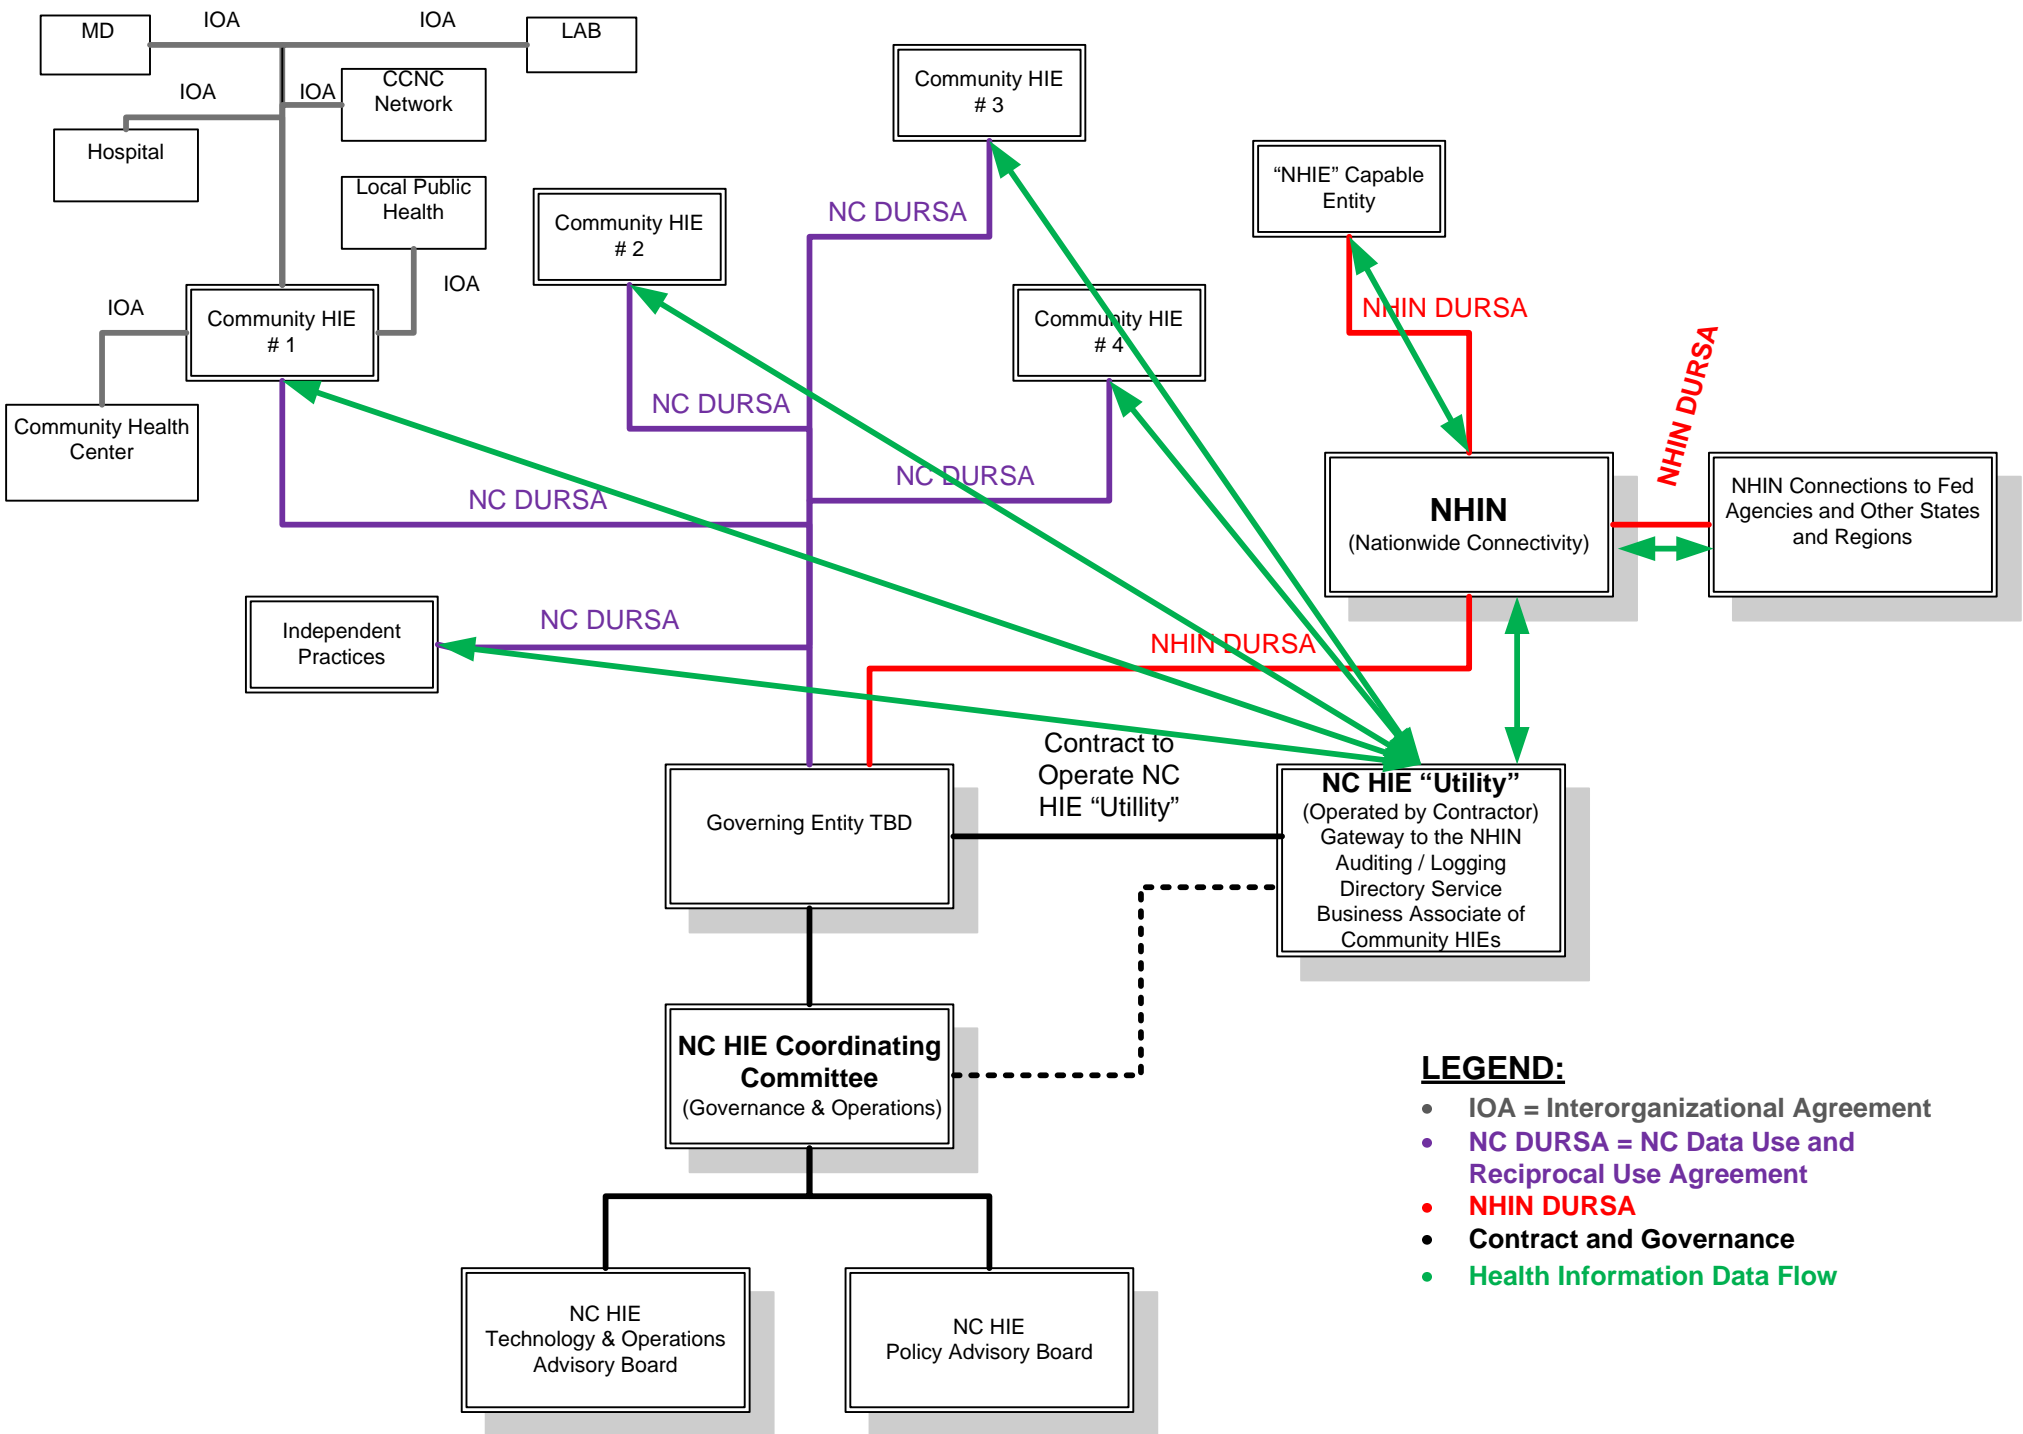 MD
IOA
IOA
LAB
IOA
IOA
CCNC
Network
Hospital
Local Public
Health
IOA
IOA
Community HIE
# 1
Community Health
Center
Community HIE
# 2
Community HIE
# 3
Community HIE
# 4
"NHIE" Capable
Entity
NC DURSA
NC DURSA
NC DURSA
NC DURSA
NC DURSA
NHIN DURSA
NHIN DURSA
NHIN DURSA
NHIN
(Nationwide Connectivity)
NHIN Connections to Fed
Agencies and Other States
and Regions
Independent
Practices
Governing Entity TBD
Contract to
Operate NC
HIE “Utillity”
NC HIE “Utility”
(Operated by Contractor)
Gateway to the NHIN
Auditing / Logging
Directory Service
Business Associate of
Community HIEs
NC HIE Coordinating
Committee
(Governance & Operations)
NC HIE
Technology & Operations
Advisory Board
NC HIE
Policy Advisory Board
LEGEND:
• IOA = Interorganizational Agreement
• NC DURSA = NC Data Use and
Reciprocal Use Agreement
• NHIN DURSA
• Contract and Governance
• Health Information Data Flow